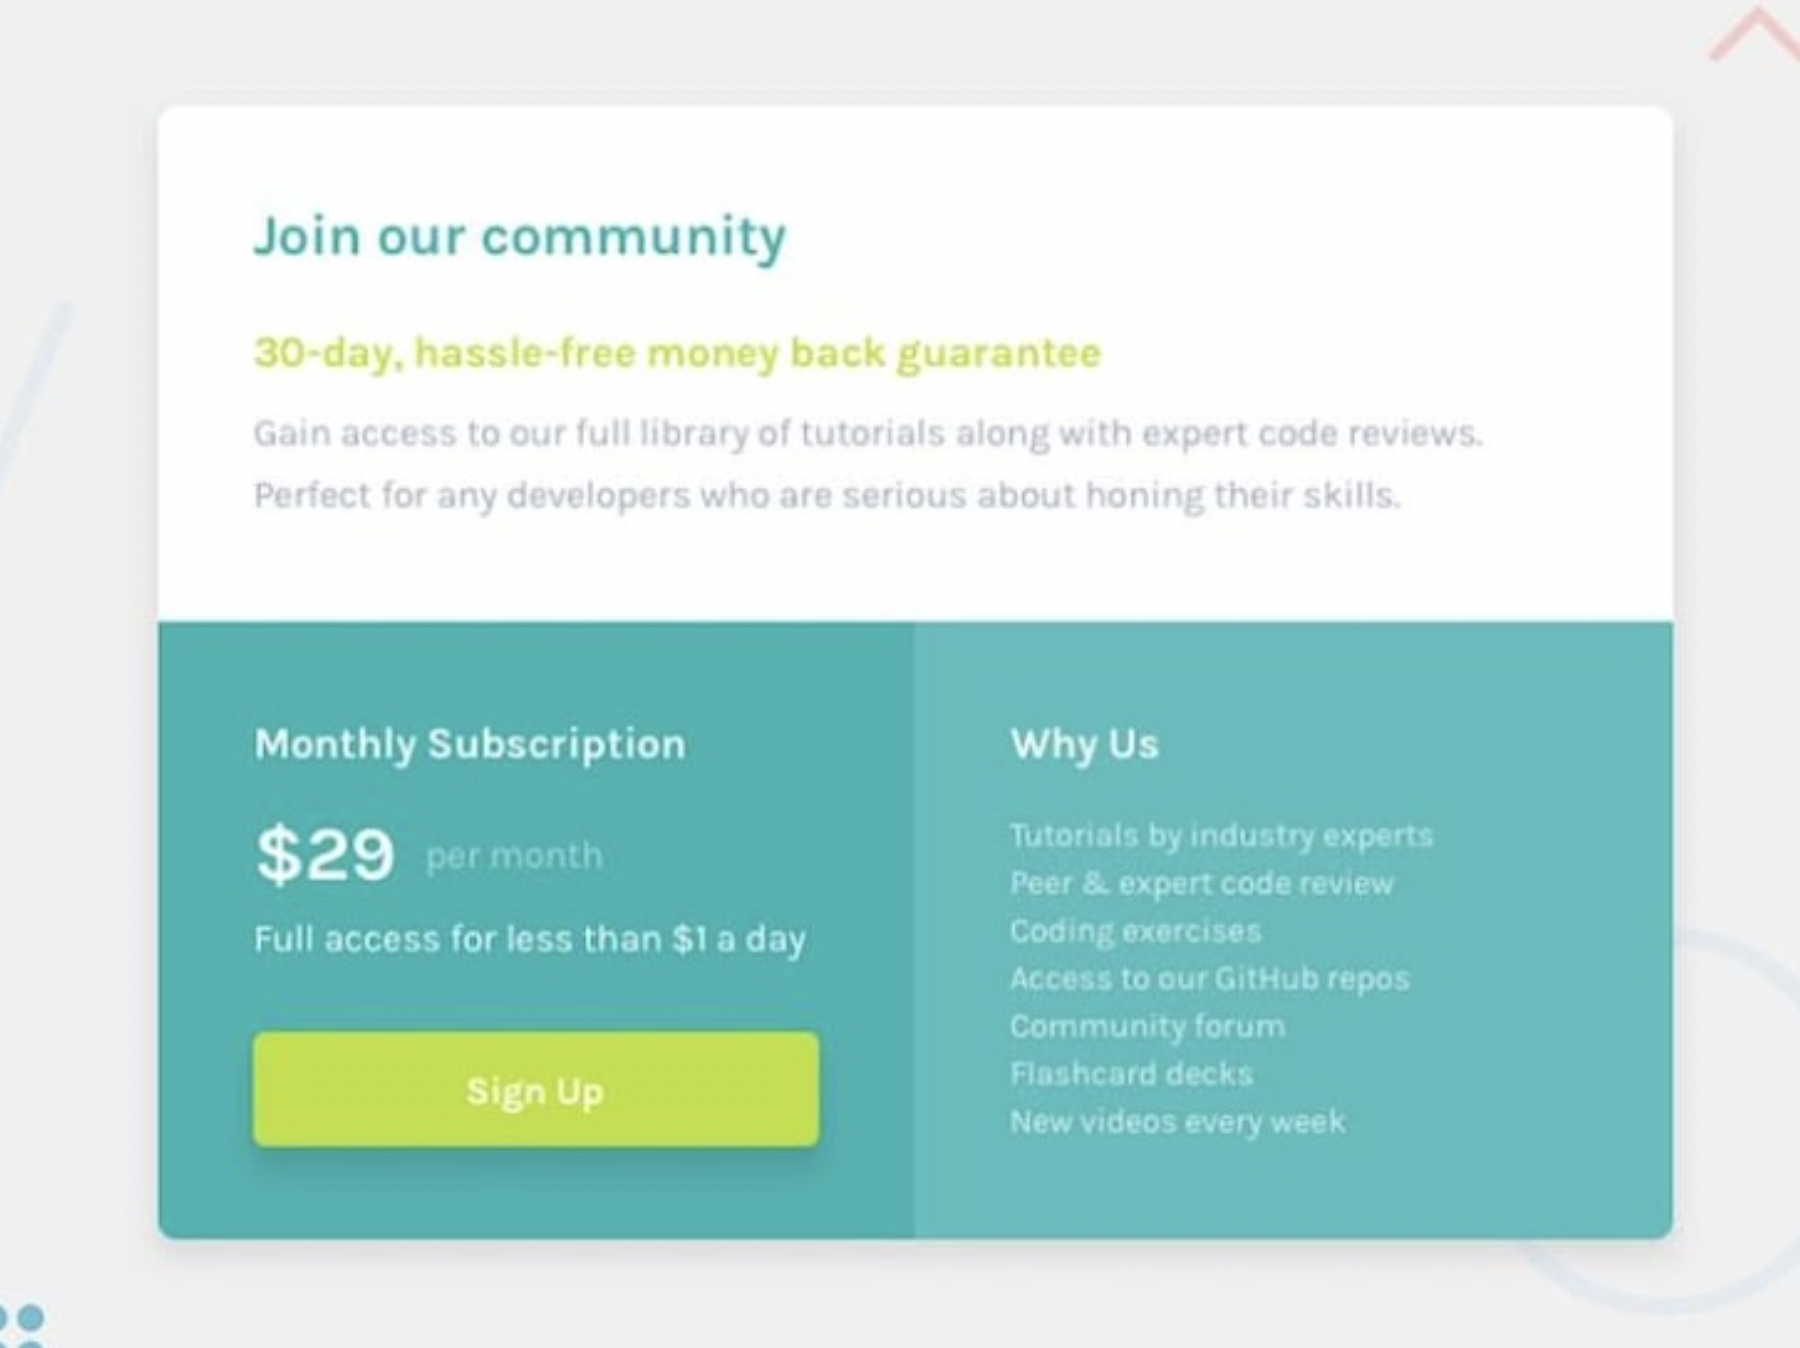 Join our community
30-day, hassle-free money back guarantee
Gain access to our full library of tutorials along with expert code reviews.
Perfect for any developers who are serious about honing their skills.
Monthly Subscription
$29 per month
Full access for less than $1 a day
Sign Up
Why Us
Tutorials by industry experts
Peer & expert code review
Coding exercises
Access to our GitHub repos
Community forum
Flashcard decks
New videos every week